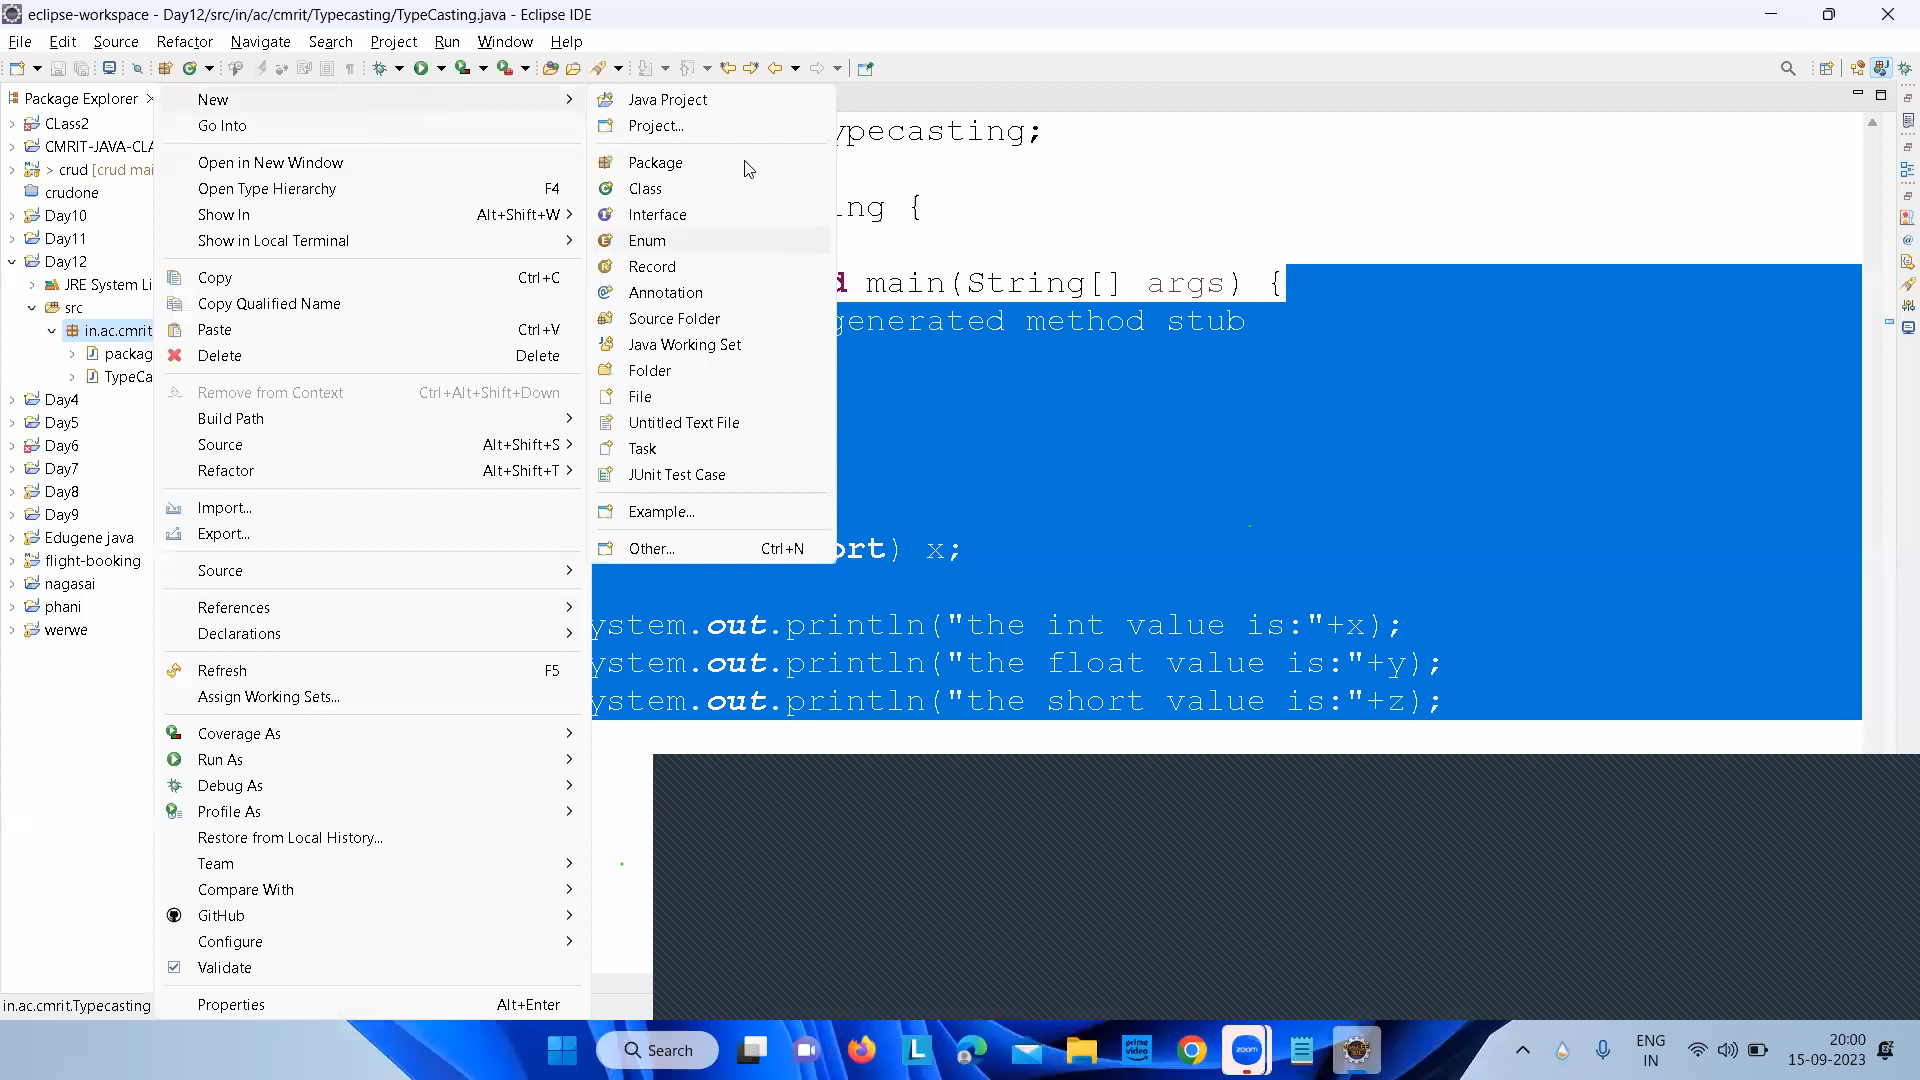 eclipse-workspace - Day12/src/in/ac/cmrit/Typecasting/TypeCasting.java - Eclipse IDE
File Edit Source Refactor Navigate Search Project Run Window Help
Package Explorer
CLass2
CMRIT-JAVA-CLA
> crud [crud mai
crudone
Day10
Day11
Day12
JRE System Li
src
in.ac.cmrit
packag
TypeCa
Day4
Day5
Day6
Day7
Day8
Day9
Edugene java
flight-booking
nagasai
phani
werwe
New
Go Into
Open in New Window
Open Type Hierarchy F4
Show In Alt+Shift+W
Show in Local Terminal
Copy Ctrl+C
Copy Qualified Name
Paste Ctrl+V
Delete Delete
Remove from Context Ctrl+Alt+Shift+Down
Build Path
Source Alt+Shift+S
Refactor Alt+Shift+T
Import...
Export...
Source
References
Declarations
Refresh F5
Assign Working Sets...
Coverage As
Run As
Debug As
Profile As
Restore from Local History...
Team
Compare With
GitHub
Configure
Validate
Properties Alt+Enter
Java Project
Project...
Package
Class
Interface
Enum
Record
Annotation
Source Folder
Java Working Set
Folder
File
Untitled Text File
Task
JUnit Test Case
Example...
Other... Ctrl+N
ypecasting;
ng {
d main(String[] args) {
generated method stub
ort) x;
ystem.out.println("the int value is:"+x);
ystem.out.println("the float value is:"+y);
ystem.out.println("the short value is:"+z);
in.ac.cmrit.Typecasting
Search
prime video
zoom
ENG
IN
20:00
15-09-2023